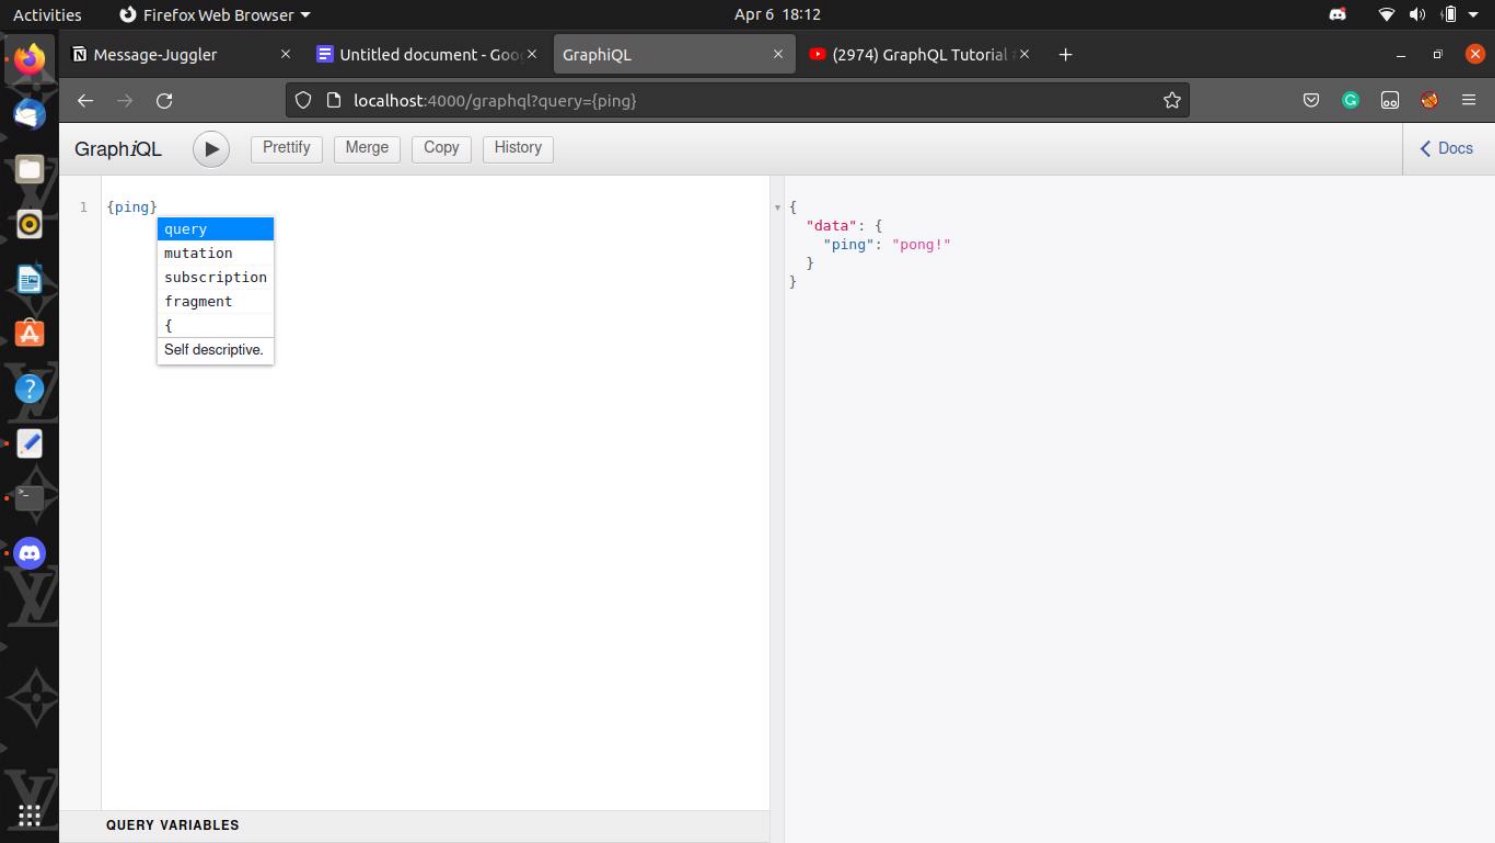 Activities Firefox Web Browser Apr 6 18:12
Message-Juggler Untitled document - Goo GraphiQL (2974) GraphQL Tutorial
localhost:4000/graphql?query={ping}
GraphiQL Prettify Merge Copy History Docs
1 {ping}
query
mutation
subscription
fragment
{
Self descriptive.
{
"data": {
"ping": "pong!"
}
}
QUERY VARIABLES